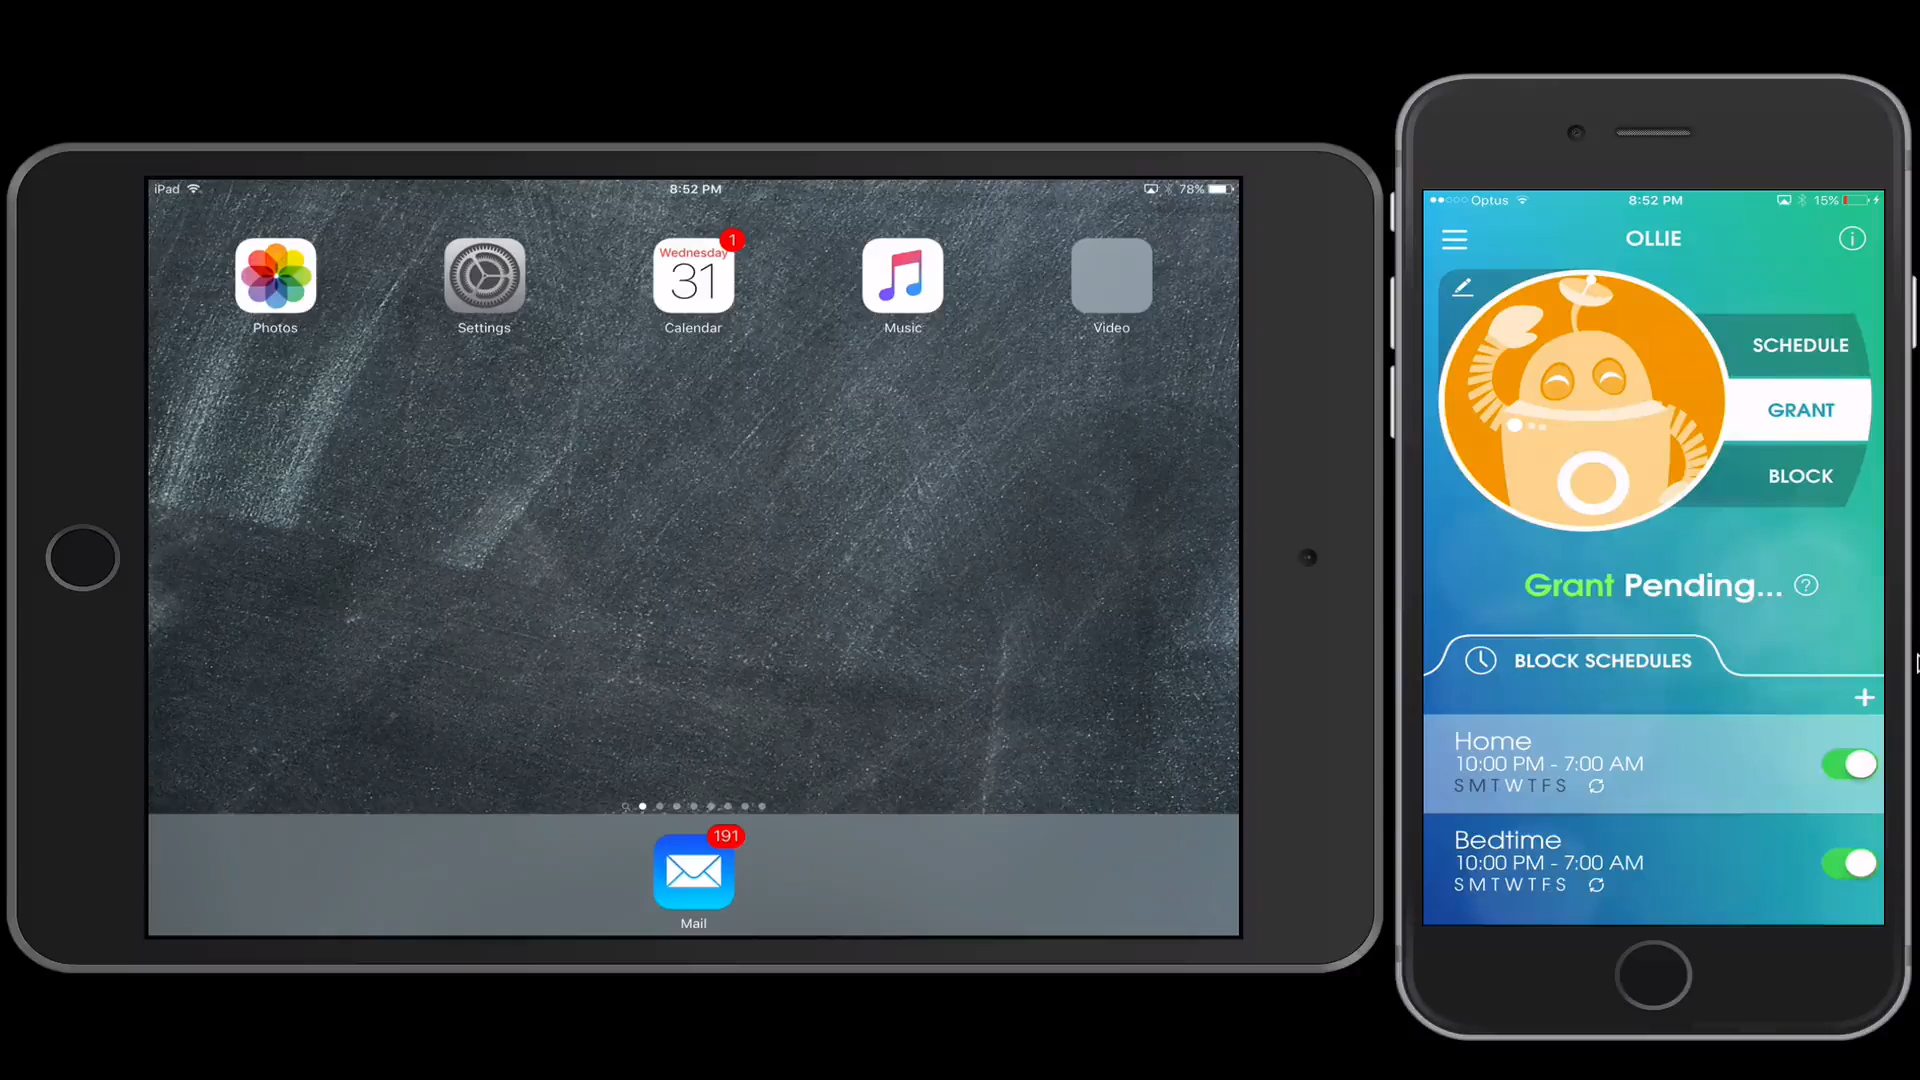 iPad
8:52 PM
78%
1
Wednesday
31
Photos
Settings
Calendar
Music
Video
191
Mail
Optus
8:52 PM
15%
OLLIE
SCHEDULE
GRANT
BLOCK
Grant Pending... ?
BLOCK SCHEDULES
+
Home
10:00 PM - 7:00 AM
S M T W T F S
Bedtime
10:00 PM - 7:00 AM
S M T W T F S